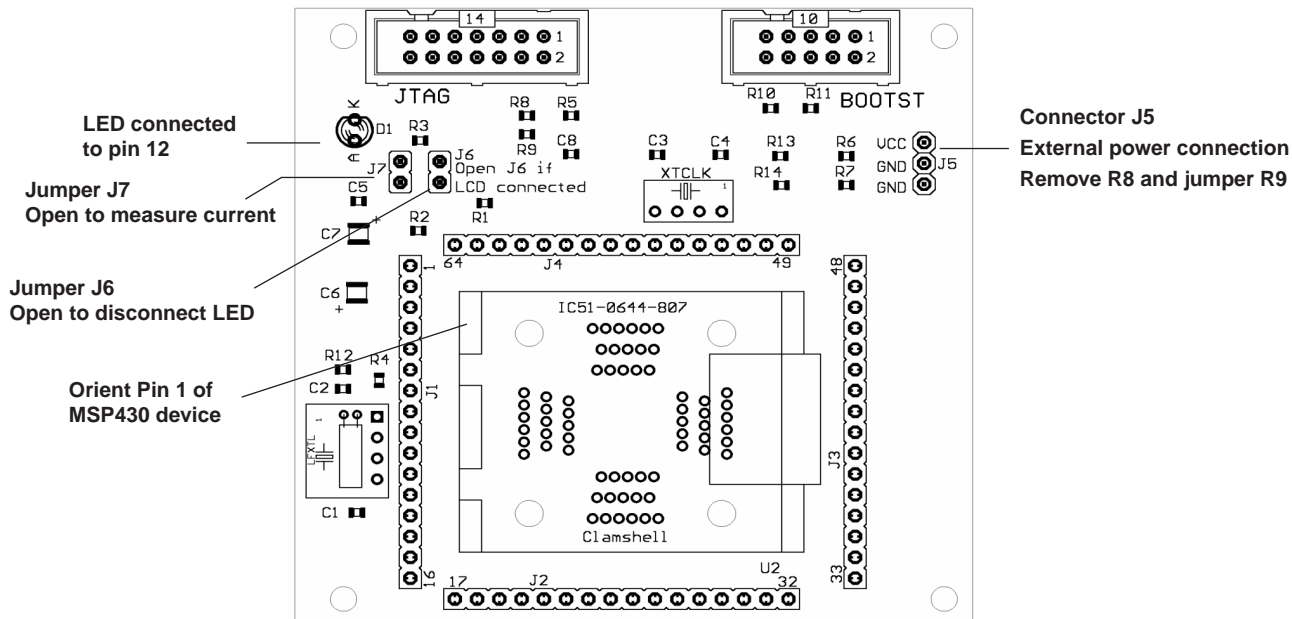 14
1
2
JTAG
10
1
2
BOOTST
LED connected
to pin 12
Jumper J7
Open to measure current
Jumper J6
Open to disconnect LED
Orient Pin 1 of
MSP430 device
Connector J5
External power connection
Remove R8 and jumper R9
K
D1
A
R3
J7
J6
Open J6 if
LCD connected
R8
R9
R5
C8
C3
C4
R10
R11
R13
R14
R6
R7
VCC
GND
GND
J5
XTCLK
1
C5
+
C7
C6
+
R2
R1
64
J4
49
1
J1
16
48
J3
33
IC51-0644-807
Clamshell
U2
17
J2
32
R12
R4
C2
1
LFXTL
C1